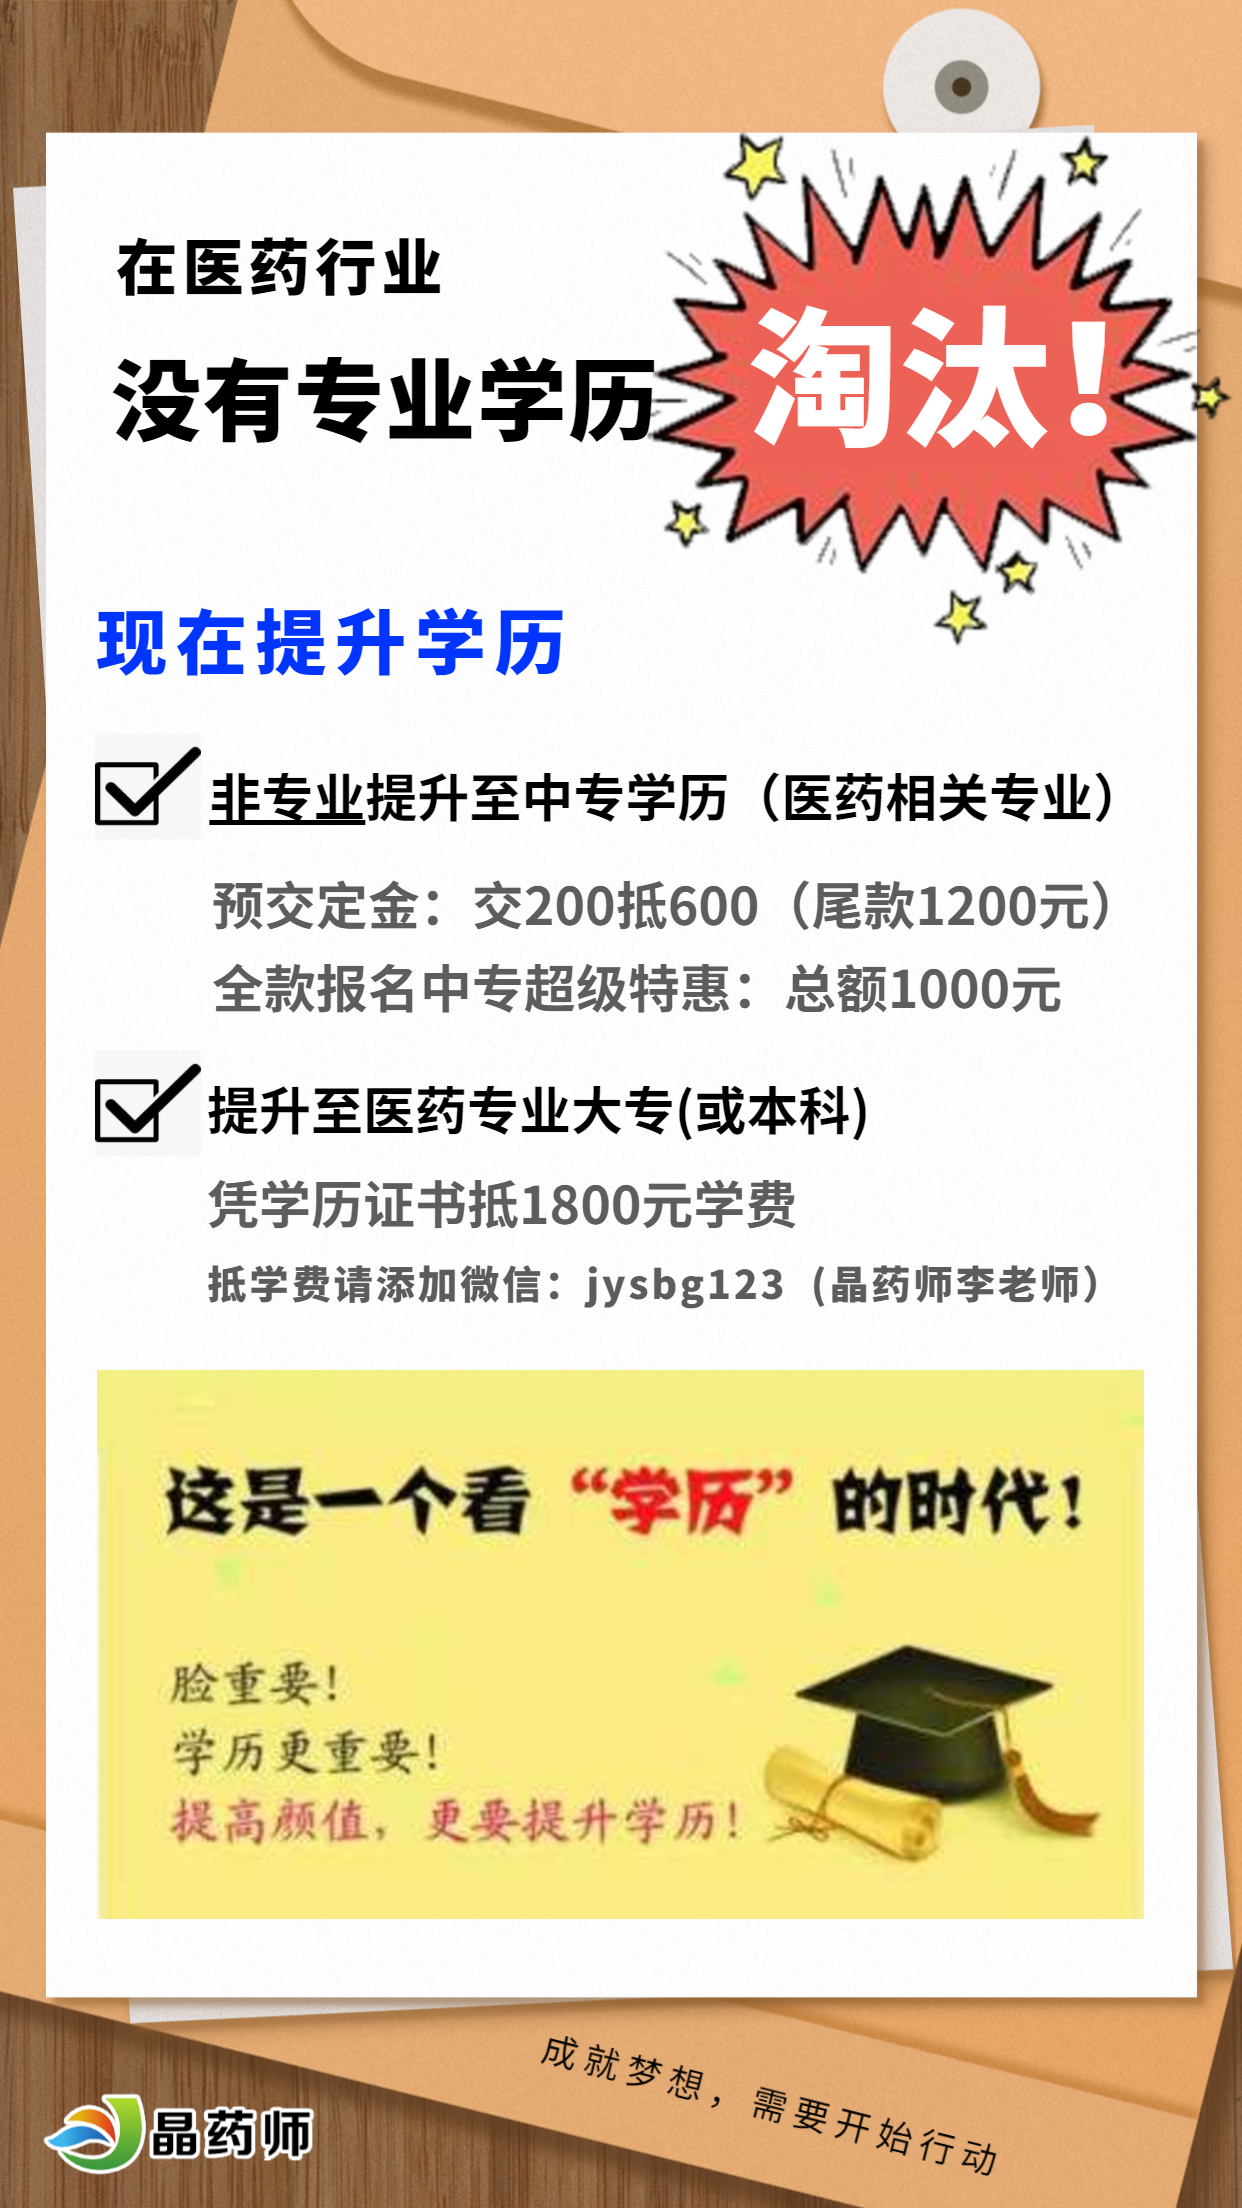 在医药行业
没有专业学历
淘汰!
现在提升学历
非专业提升至中专学历（医药相关专业）
预交定金：交200抵600（尾款1200元）
全款报名中专超级特惠：总额1000元
提升至医药专业大专(或本科)
凭学历证书抵1800元学费
抵学费请添加微信：jysbg123（晶药师李老师）
这是一个看“学历”的时代！
脸重要！
学历更重要！
提高颜值，更要提升学历！
成就梦想，需要开始行动
晶药师